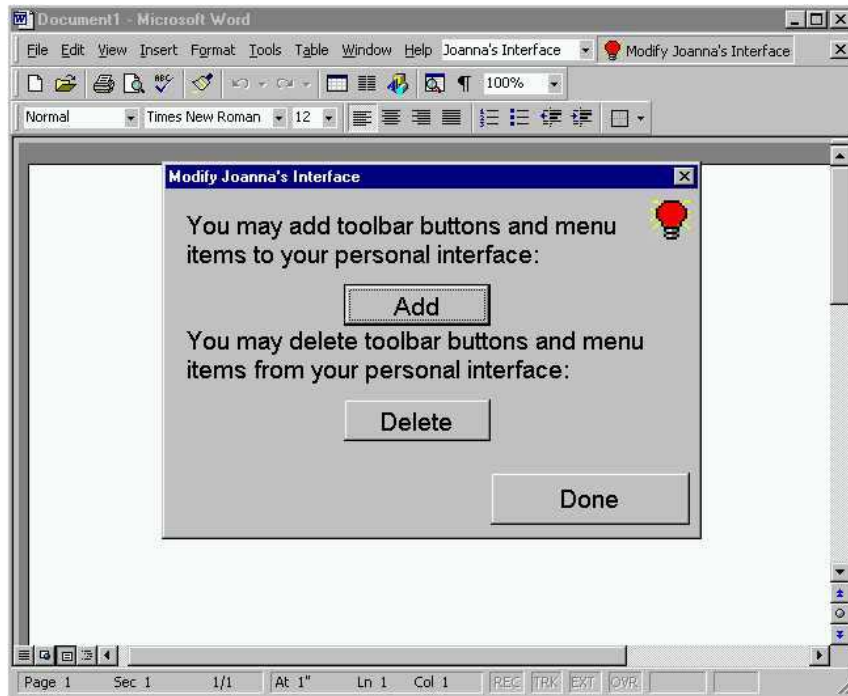 Document1 - Microsoft Word
File Edit View Insert Format Tools Table Window Help Joanna's Interface Modify Joanna's Interface
ABC 100%
Normal Times New Roman 12
Modify Joanna's Interface
You may add toolbar buttons and menu
items to your personal interface:
Add
You may delete toolbar buttons and menu
items from your personal interface:
Delete
Done
Page 1 Sec 1 1/1 At 1" Ln 1 Col 1 REC TRK EXT OVR